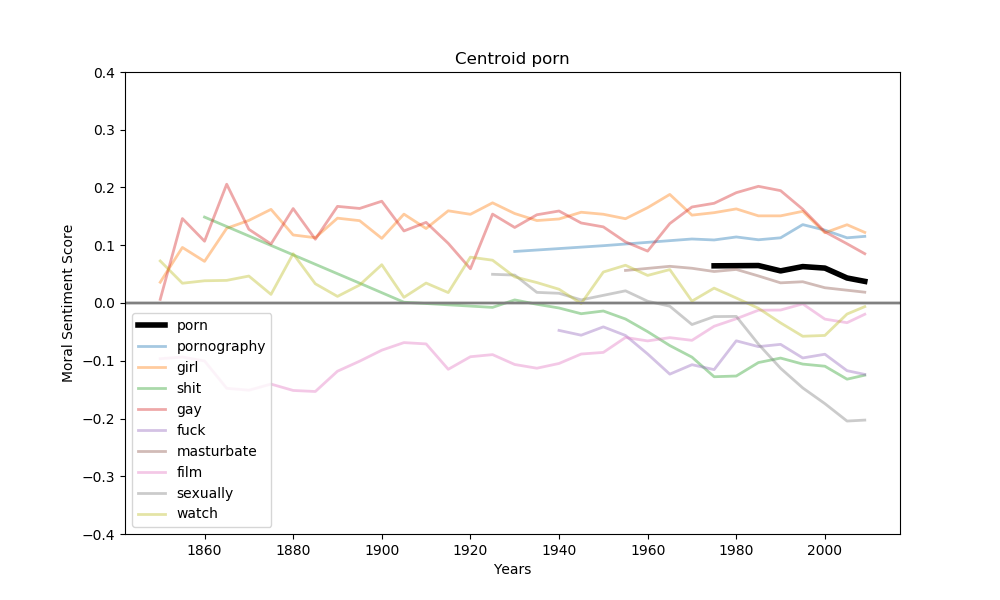 Centroid porn
0.4
0.3
0.2
0.1
0.0
−0.1
−0.2
−0.3
−0.4
Moral Sentiment Score
porn
pornography
girl
shit
gay
fuck
masturbate
film
sexually
watch
1860 1880 1900 1920 1940 1960 1980 2000
Years